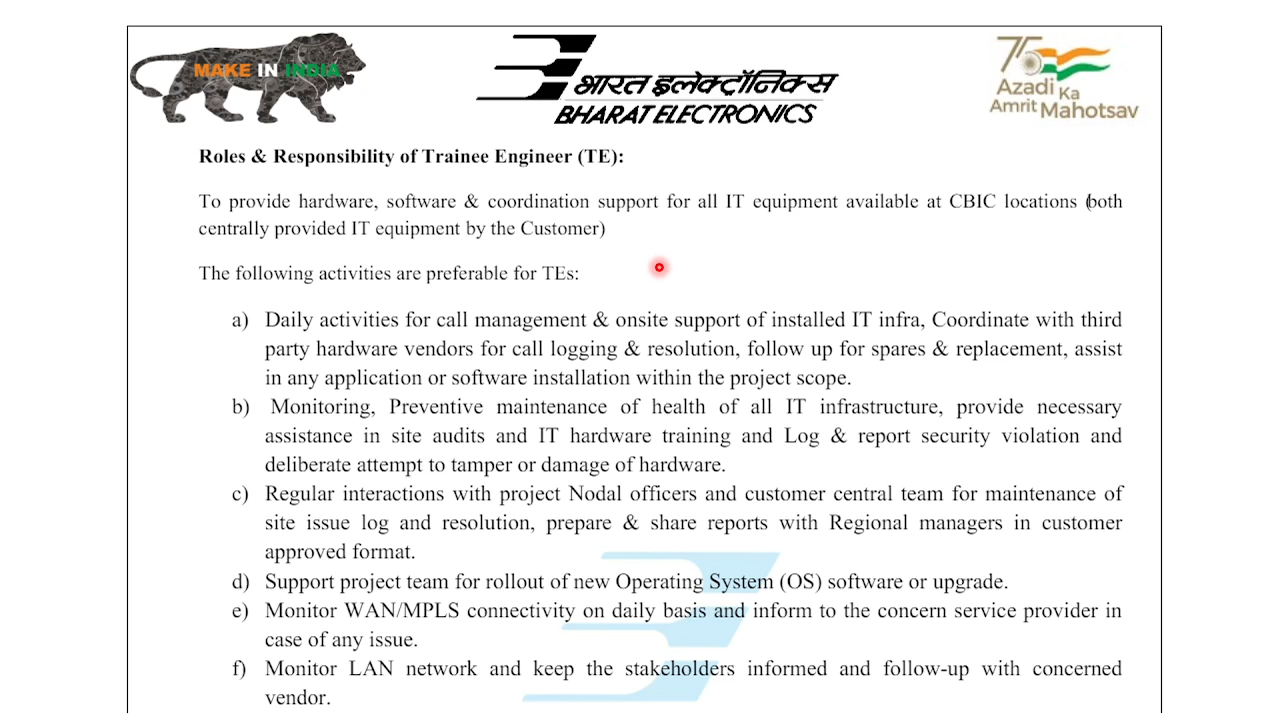 MAKE IN INDIA
भारत इलेक्ट्रॉनिक्स
BHARAT ELECTRONICS
75
Azadi Ka
Amrit Mahotsav
Roles & Responsibility of Trainee Engineer (TE):
To provide hardware, software & coordination support for all IT equipment available at CBIC locations (both
centrally provided IT equipment by the Customer)
The following activities are preferable for TEs:
a) Daily activities for call management & onsite support of installed IT infra, Coordinate with third
party hardware vendors for call logging & resolution, follow up for spares & replacement, assist
in any application or software installation within the project scope.
b) Monitoring, Preventive maintenance of health of all IT infrastructure, provide necessary
assistance in site audits and IT hardware training and Log & report security violation and
deliberate attempt to tamper or damage of hardware.
c) Regular interactions with project Nodal officers and customer central team for maintenance of
site issue log and resolution, prepare & share reports with Regional managers in customer
approved format.
d) Support project team for rollout of new Operating System (OS) software or upgrade.
e) Monitor WAN/MPLS connectivity on daily basis and inform to the concern service provider in
case of any issue.
f) Monitor LAN network and keep the stakeholders informed and follow-up with concerned
vendor.